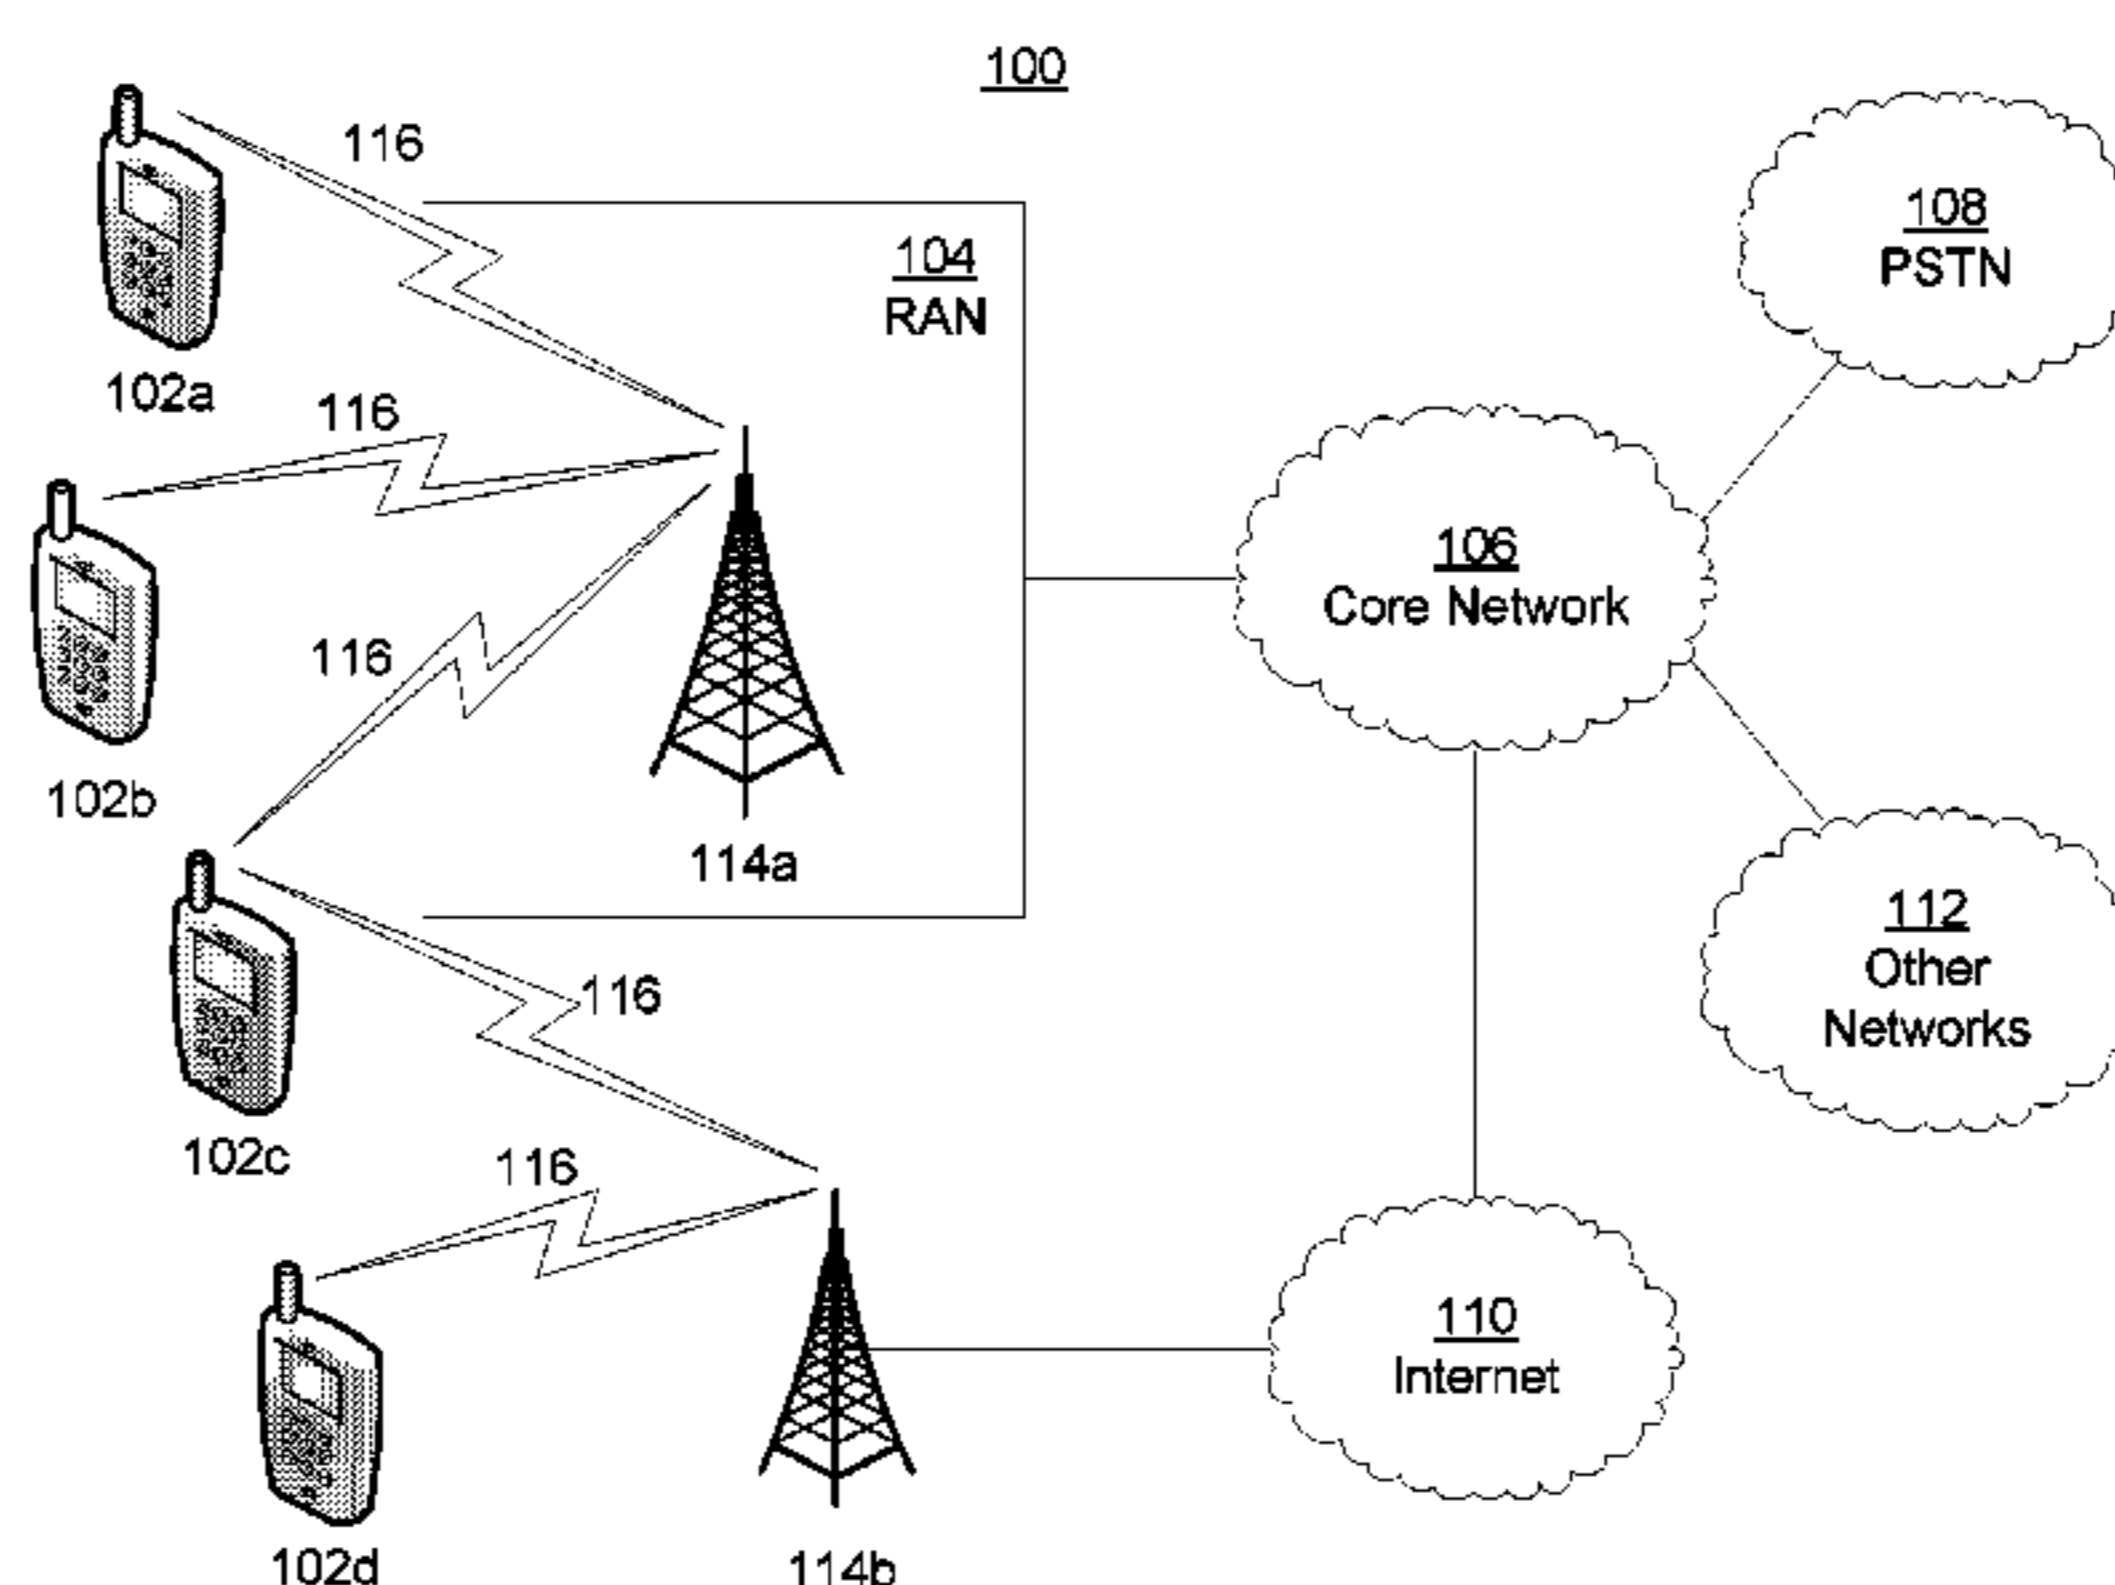 100
116
108
PSTN
104
RAN
102a
116
106
Core Network
116
102b
114a
112
Other
Networks
116
102c
116
110
Internet
102d
114b